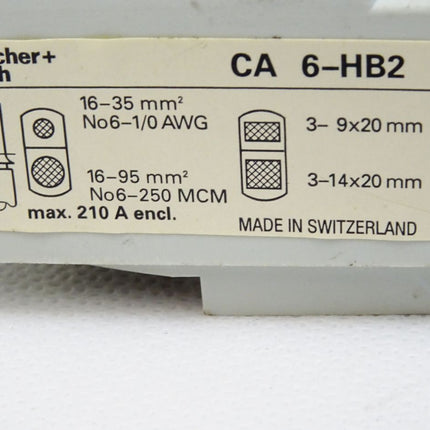 cher+ CA 6-HB2
h
16-35 mm²
No6-1/0 AWG
3- 9x20 mm
16-95 mm²
No6-250 MCM
3-14x20 mm
max. 210 A encl.
MADE IN SWITZERLAND